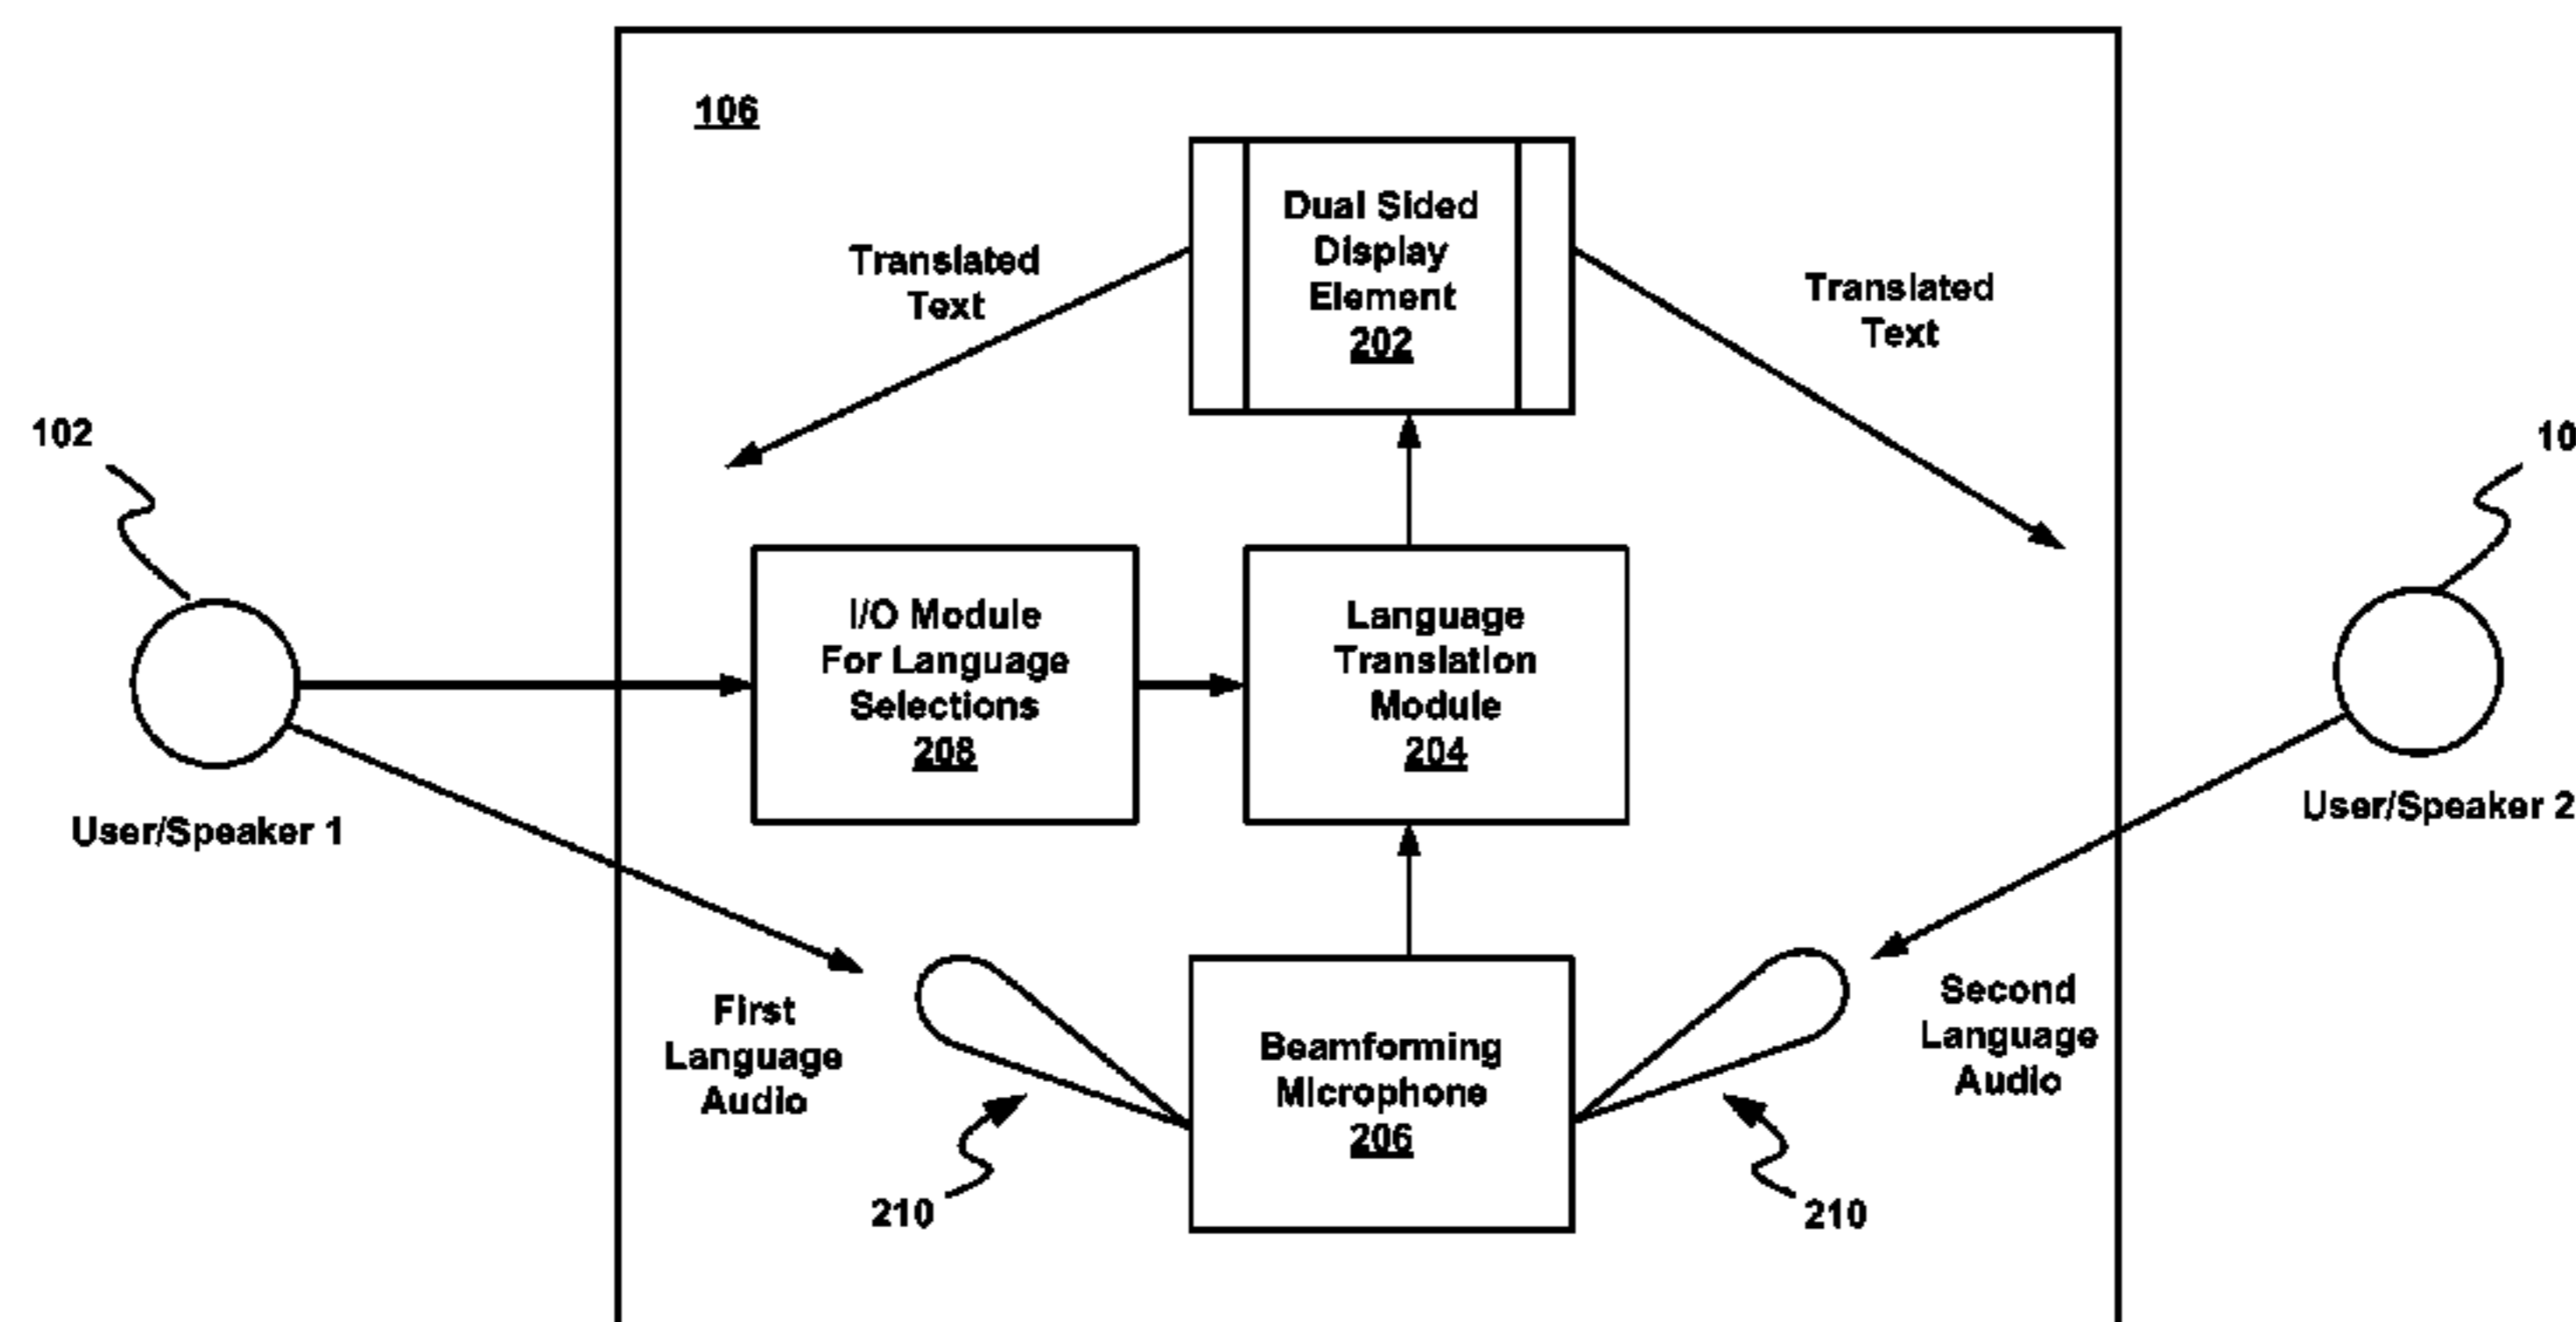 106
Dual Sided
Display
Element
202
Translated
Text
Translated
Text
102
I/O Module
For Language
Selections
208
Language
Translation
Module
204
User/Speaker 1
User/Speaker 2
First
Language
Audio
Beamforming
Microphone
206
Second
Language
Audio
210
210